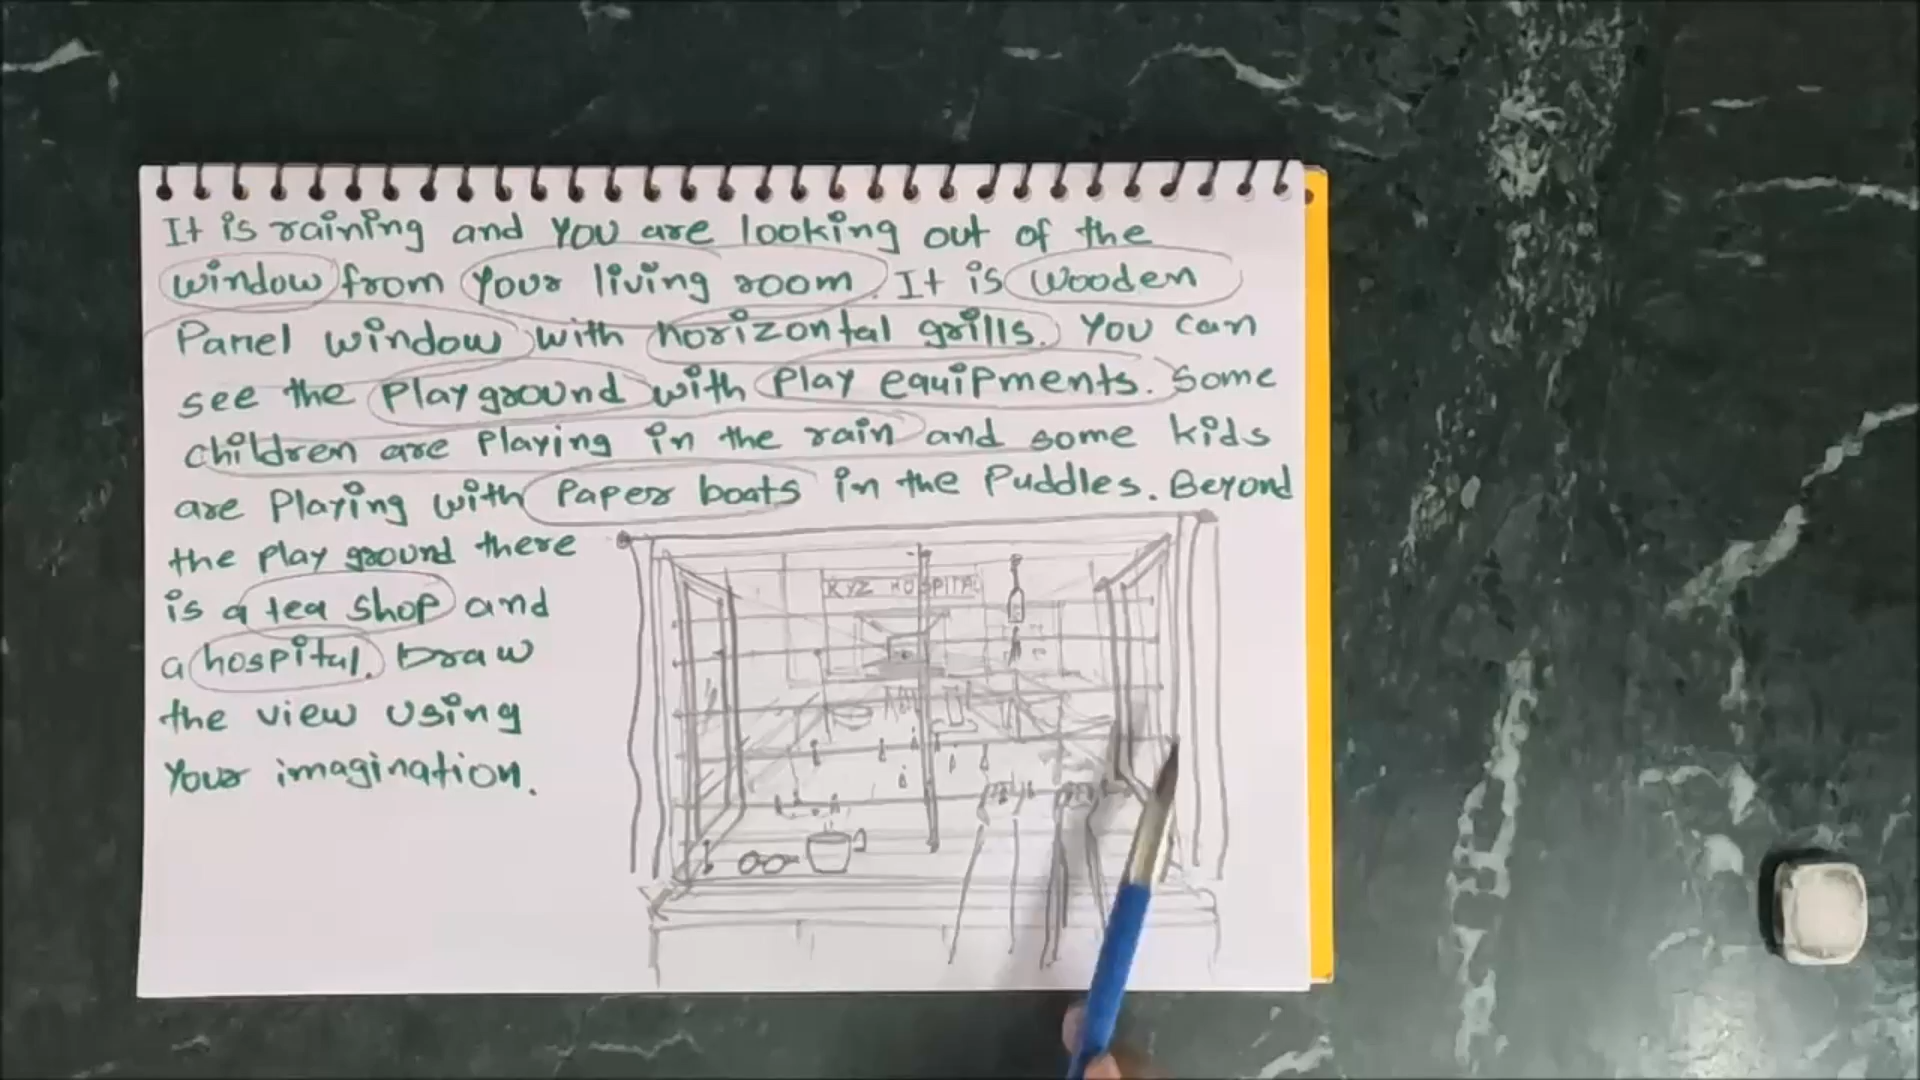 It is raining and you are looking out of the
window from your living room. It is wooden
Panel window with horizontal grills. You can
see the playground with play equipments. Some
children are playing in the rain and some kids
are playing with paper boats in the puddles. Beyond
the play ground there
is a tea shop and
a hospital. Draw
the view using
your imagination.
XYZ HOSPITAL